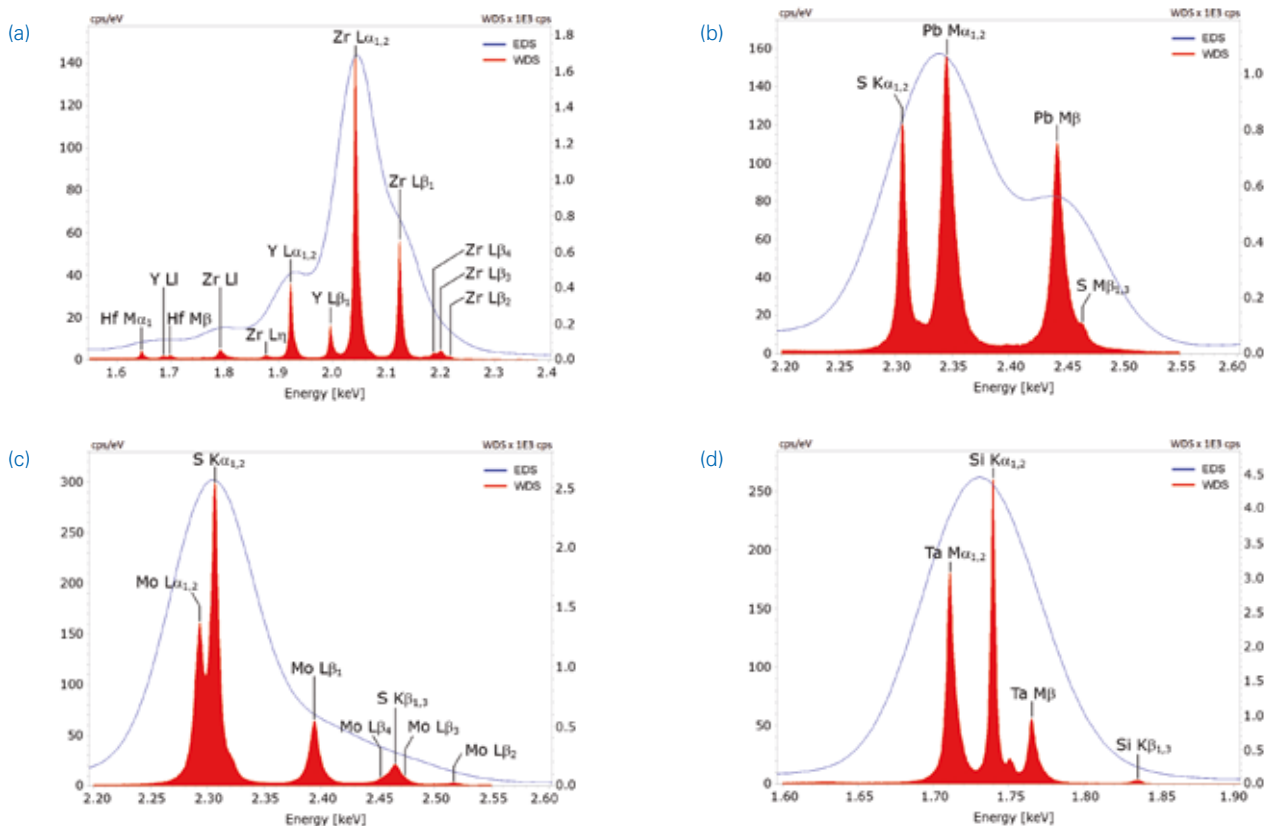 (a)
cps/eV
WDS x 1E3 cps
EDS
WDS
Zr Lα1,2
Zr Lβ1
Y Lα1,2
Y Ll
Zr Ll
Hf Mα1
Hf Mβ
Y Lβ1
Zr Lη
Zr Lβ4
Zr Lβ3
Zr Lβ2
140
120
100
80
60
40
20
0
1.8
1.6
1.4
1.2
1.0
0.8
0.6
0.4
0.2
0.0
1.6 1.7 1.8 1.9 2.0 2.1 2.2 2.3 2.4
Energy [keV]
(b)
cps/eV
WDS x 1E3 cps
EDS
WDS
Pb Mα1,2
S Kα1,2
Pb Mβ
S Mβ1,3
160
140
120
100
80
60
40
20
0
1.0
0.8
0.6
0.4
0.2
0.0
2.20 2.25 2.30 2.35 2.40 2.45 2.50 2.55 2.60
Energy [keV]
(c)
cps/eV
WDS x 1E3 cps
EDS
WDS
S Kα1,2
Mo Lα1,2
Mo Lβ1
S Kβ1,3
Mo Lβ4
Mo Lβ3
Mo Lβ2
300
250
200
150
100
50
0
2.5
2.0
1.5
1.0
0.5
0.0
2.20 2.25 2.30 2.35 2.40 2.45 2.50 2.55 2.60
Energy [keV]
(d)
cps/eV
WDS x 1E3 cps
EDS
WDS
Si Kα1,2
Ta Mα1,2
Ta Mβ
Si Kβ1,3
250
200
150
100
50
0
4.5
4.0
3.5
3.0
2.5
2.0
1.5
1.0
0.5
0.0
1.60 1.65 1.70 1.75 1.80 1.85 1.90
Energy [keV]